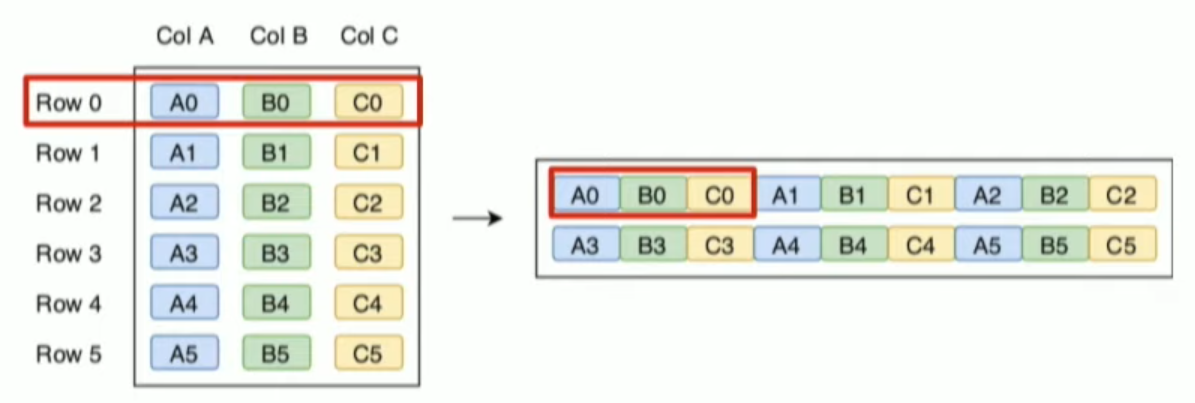 Col A Col B Col C
Row 0 A0 B0 C0
Row 1 A1 B1 C1
Row 2 A2 B2 C2
Row 3 A3 B3 C3
Row 4 A4 B4 C4
Row 5 A5 B5 C5
A0 B0 C0 A1 B1 C1 A2 B2 C2
A3 B3 C3 A4 B4 C4 A5 B5 C5